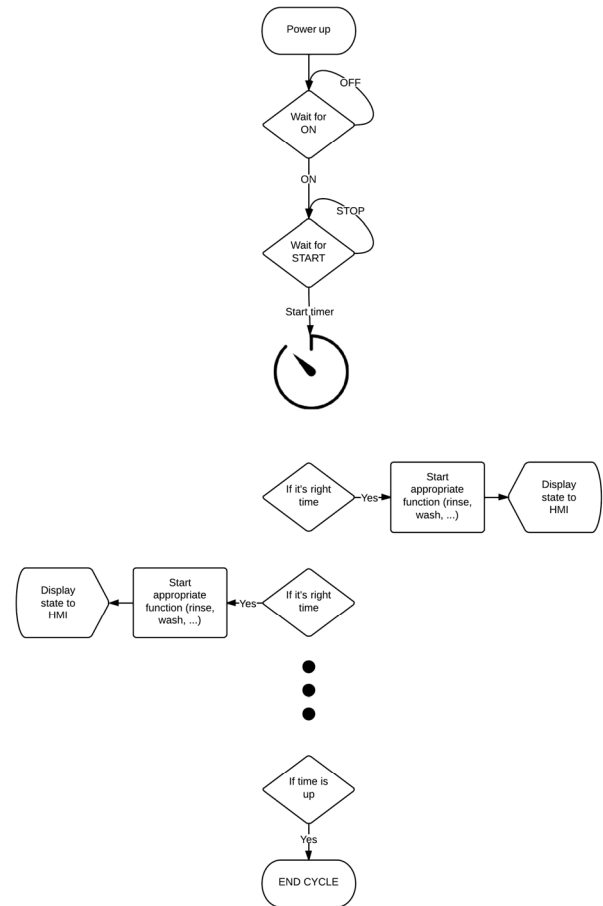 Power up
OFF
Wait for
ON
ON
STOP
Wait for
START
Start timer
If it's right
time
Yes
Start
appropriate
function (rinse,
wash, ...)
Display
state to
HMI
Display
state to
HMI
Start
appropriate
function (rinse,
wash, ...)
Yes
If it's right
time
If time is
up
Yes
END CYCLE